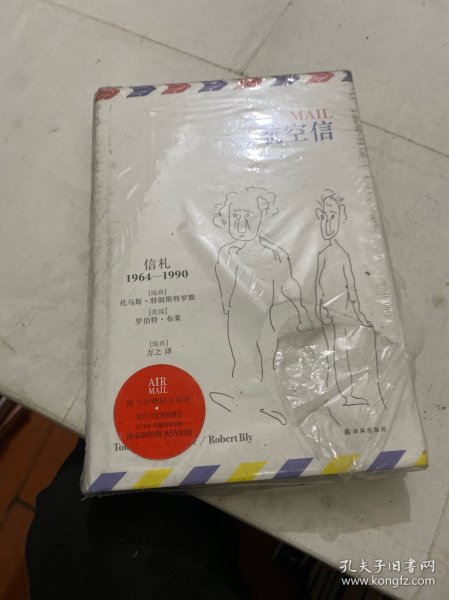 MAIL
空信
信札
1964—1990
[瑞典]
托马斯·特朗斯特罗默
[美国]
罗伯特·布莱
[瑞典]
万之 译
AIR
MAIL
/ Robert Bly
译林出版社
孔夫子旧书网
www.kongfz.com